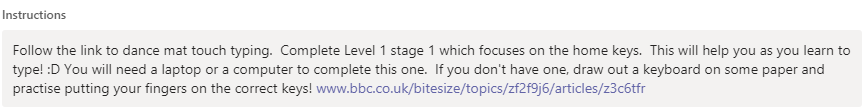 Instructions
Follow the link to dance mat touch typing.  Complete Level 1 stage 1 which focuses on the home keys.  This will help you as you learn to
type! :D You will need a laptop or a computer to complete this one.  If you don't have one, draw out a keyboard on some paper and
practise putting your fingers on the correct keys! www.bbc.co.uk/bitesize/topics/zf2f9j6/articles/z3c6tfr